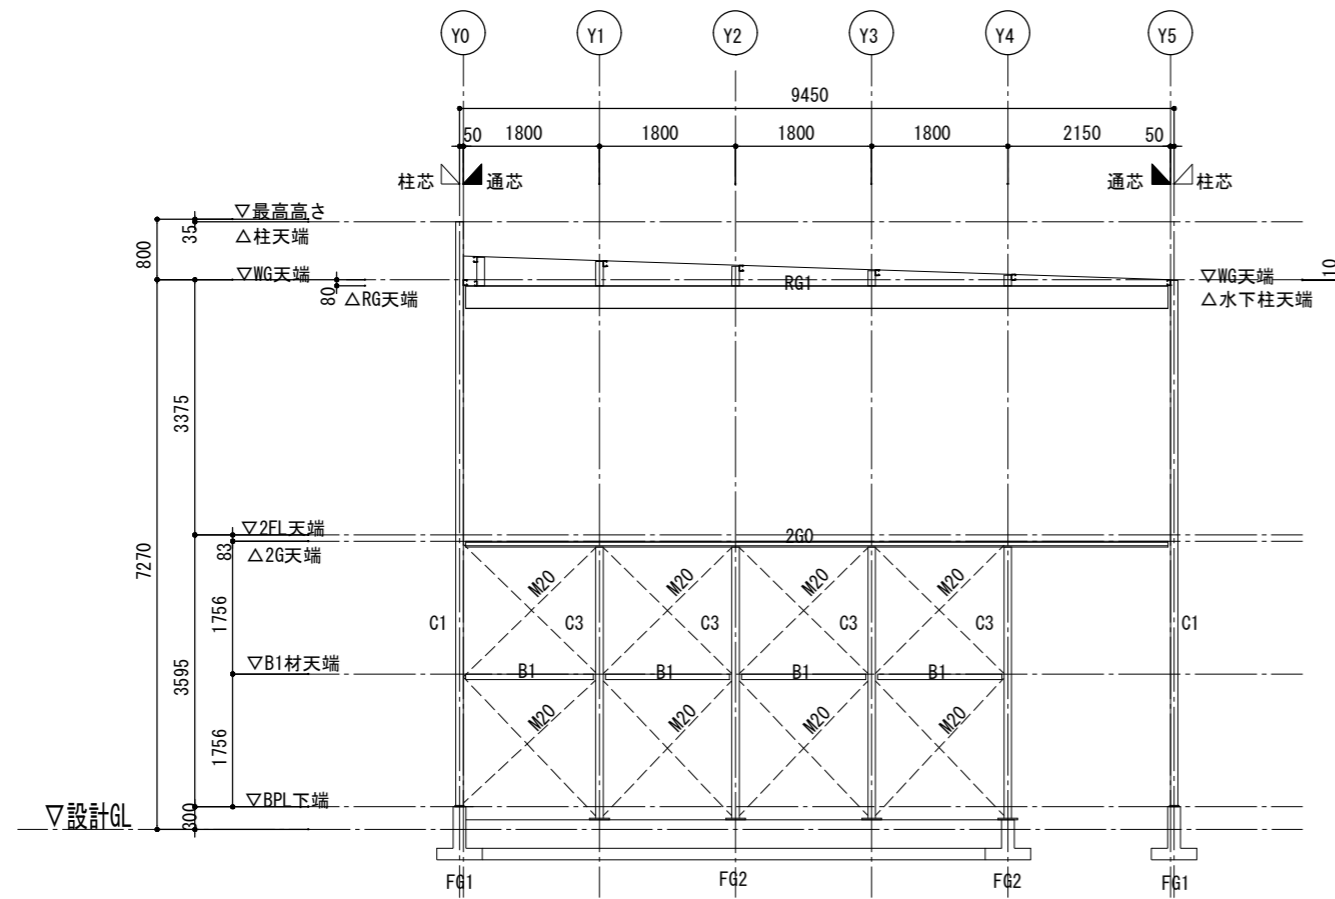 Y0 Y1 Y2 Y3 Y4 Y5
9450
50 1800 1800 1800 1800 2150 50
柱芯 通芯 通芯 柱芯
▽最高高さ
35
△柱天端
800
▽WG天端
▽WG天端
10
80
△RG天端
RG1
△水下柱天端
3375
▽2FL天端
2G0
83
△2G天端
7270
M20 M20 M20 M20
1756
C1 C3 C3 C3 C3 C1
▽B1材天端
B1 B1 B1 B1
3595
M20 M20 M20 M20
1756
▽BPL下端
▽設計GL
300
FG1 FG2 FG2 FG1